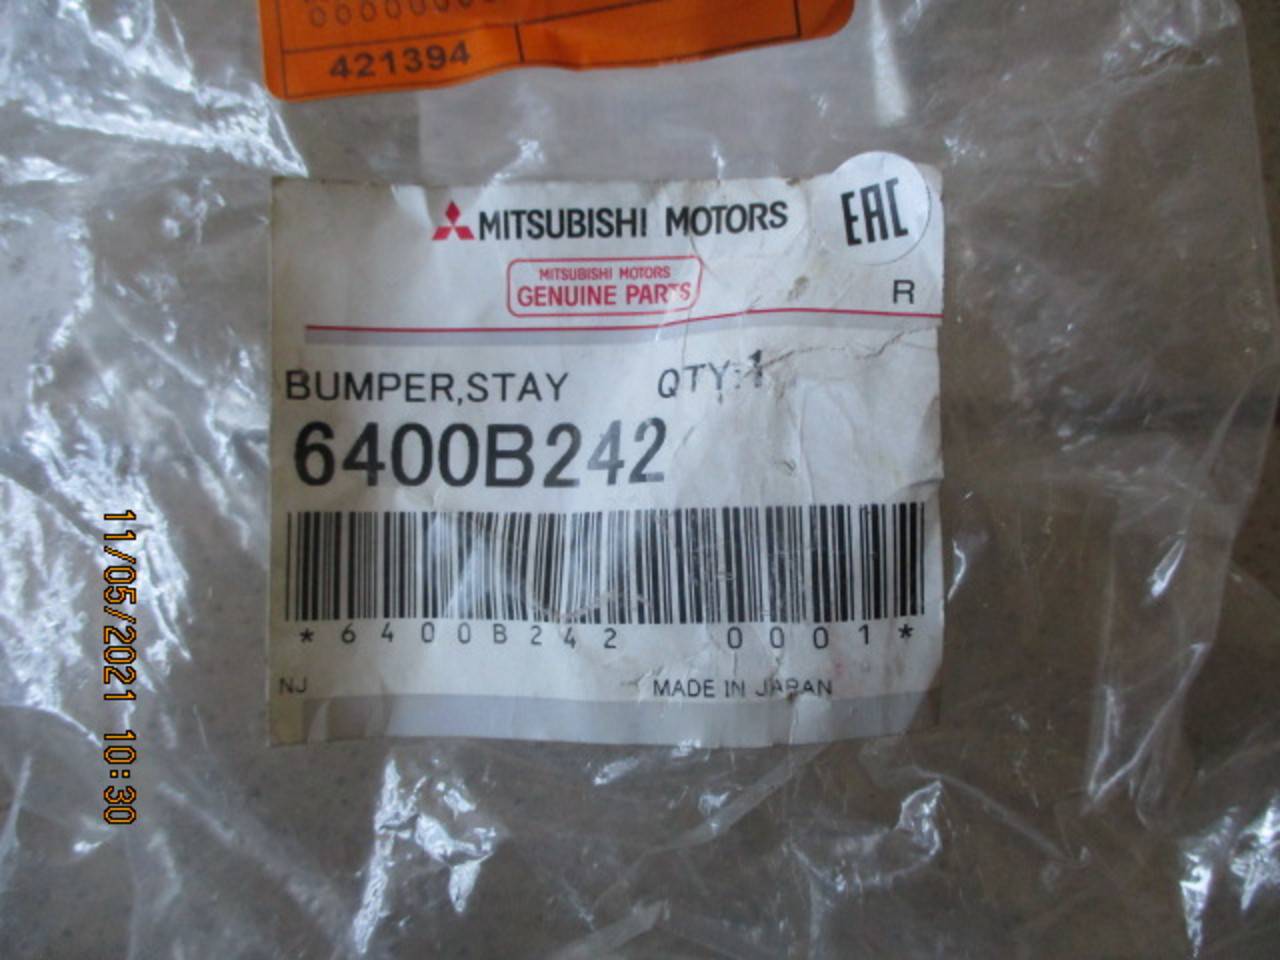 421394
MITSUBISHI MOTORS
EAC
MITSUBISHI MOTORS
GENUINE PARTS
R
BUMPER,STAY QTY:1
6400B242
*6400B242 0001*
NJ MADE IN JAPAN
11/05/2021 10:30